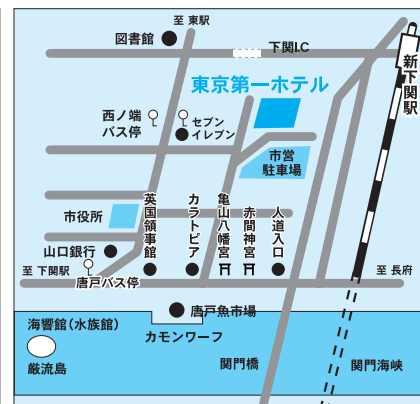 至 東駅
図書館
下関I.C
新下関駅
東京第一ホテル
西ノ端
バス停
セブン
イレブン
市営
駐車場
市役所
英国領事館
カラトピア
亀山八幡宮
赤間神宮
人道入口
山口銀行
至 下関駅
唐戸バス停
至 長府
唐戸魚市場
海響館(水族館)
カモンワーフ
巌流島
関門橋
関門海峡